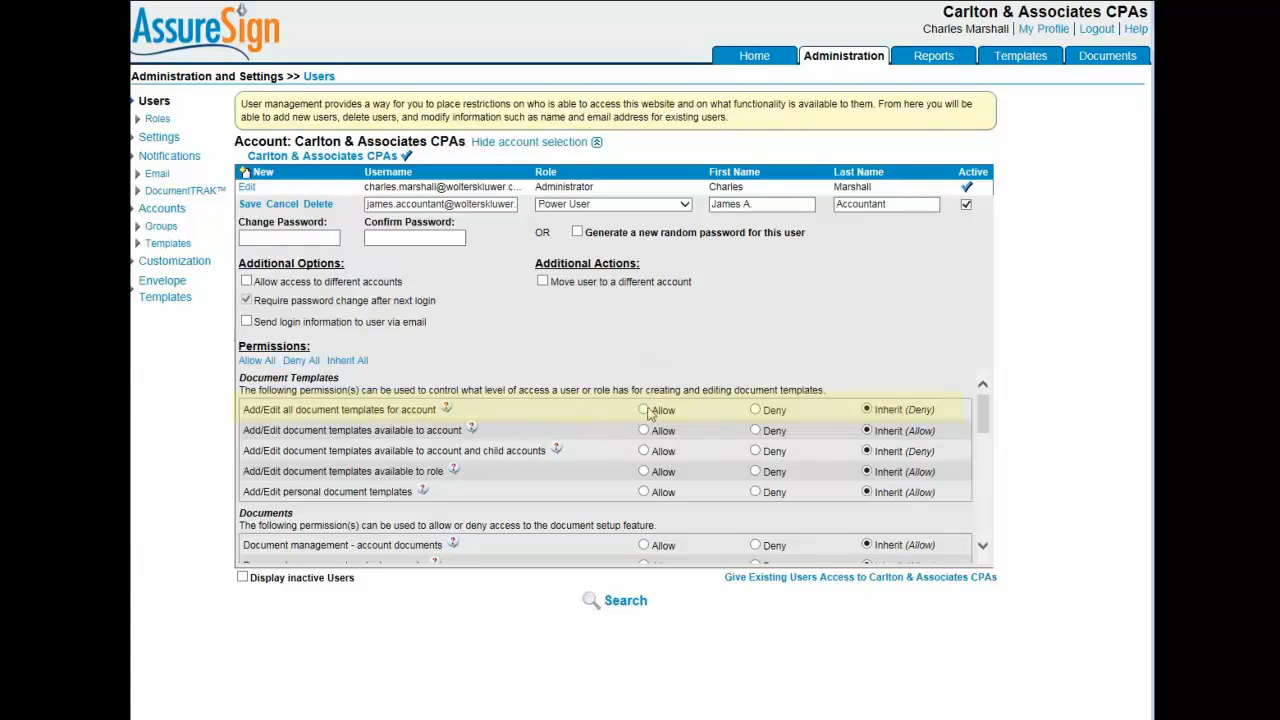 AssureSign
Carlton & Associates CPAs
Charles Marshall | My Profile | Logout | Help
Home Administration Reports Templates Documents
Administration and Settings >> Users
Users
Roles
Settings
Notifications
Email
DocumentTRAK™
Accounts
Groups
Templates
Customization
Envelope
Templates
User management provides a way for you to place restrictions on who is able to access this website and on what functionality is available to them. From here you will be
able to add new users, delete users, and modify information such as name and email address for existing users.
Account: Carlton & Associates CPAs Hide account selection
Carlton & Associates CPAs
New Username Role First Name Last Name Active
Edit charles.marshall@wolterskluwer.c... Administrator Charles Marshall
Save Cancel Delete james.accountant@wolterskluwer. Power User James A. Accountant
Change Password: Confirm Password:
OR Generate a new random password for this user
Additional Options: Additional Actions:
Allow access to different accounts Move user to a different account
Require password change after next login
Send login information to user via email
Permissions:
Allow All Deny All Inherit All
Document Templates
The following permission(s) can be used to control what level of access a user or role has for creating and editing document templates.
Add/Edit all document templates for account Allow Deny Inherit (Deny)
Add/Edit document templates available to account Allow Deny Inherit (Allow)
Add/Edit document templates available to account and child accounts Allow Deny Inherit (Deny)
Add/Edit document templates available to role Allow Deny Inherit (Allow)
Add/Edit personal document templates Allow Deny Inherit (Allow)
Documents
The following permission(s) can be used to allow or deny access to the document setup feature.
Document management - account documents Allow Deny Inherit (Allow)
Display inactive Users Give Existing Users Access to Carlton & Associates CPAs
Search